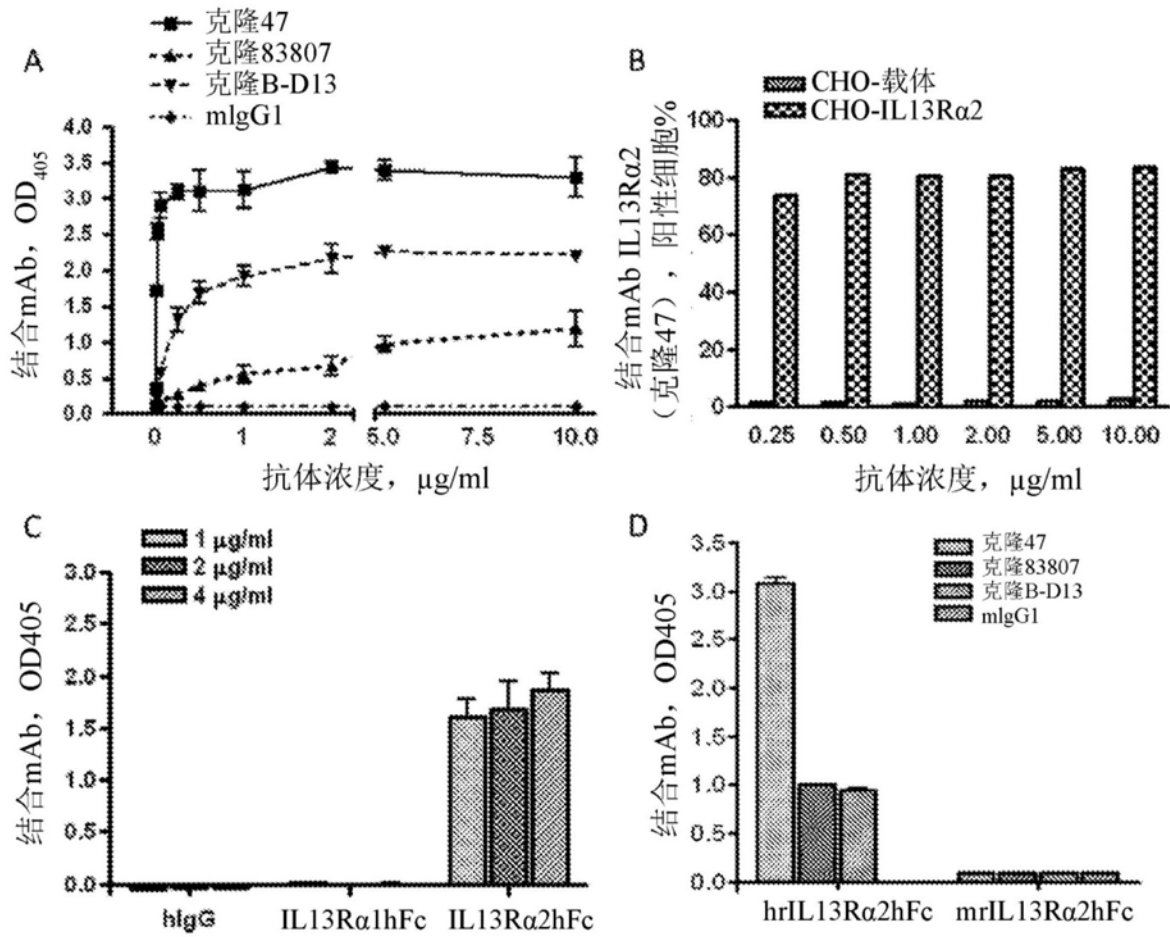 A
克隆47
克隆83807
克隆B-D13
mIgG1
结合mAb, OD405
4.0
3.5
3.0
2.5
2.0
1.5
1.0
0.5
0.0
0 1 2 5.0 7.5 10.0
抗体浓度，µg/ml
B
CHO-载体
CHO-IL13Rα2
结合mAb IL13Rα2
（克隆47），阳性细胞%
100
80
60
40
20
0
0.25 0.50 1.00 2.00 5.00 10.00
抗体浓度，µg/ml
C
1 µg/ml
2 µg/ml
4 µg/ml
结合mAb, OD405
3.0
2.5
2.0
1.5
1.0
0.5
0.0
hIgG IL13Rα1hFc IL13Rα2hFc
D
克隆47
克隆83807
克隆B-D13
mIgG1
结合mAb, OD405
3.5
3.0
2.5
2.0
1.5
1.0
0.5
0.0
hrIL13Rα2hFc mrIL13Rα2hFc